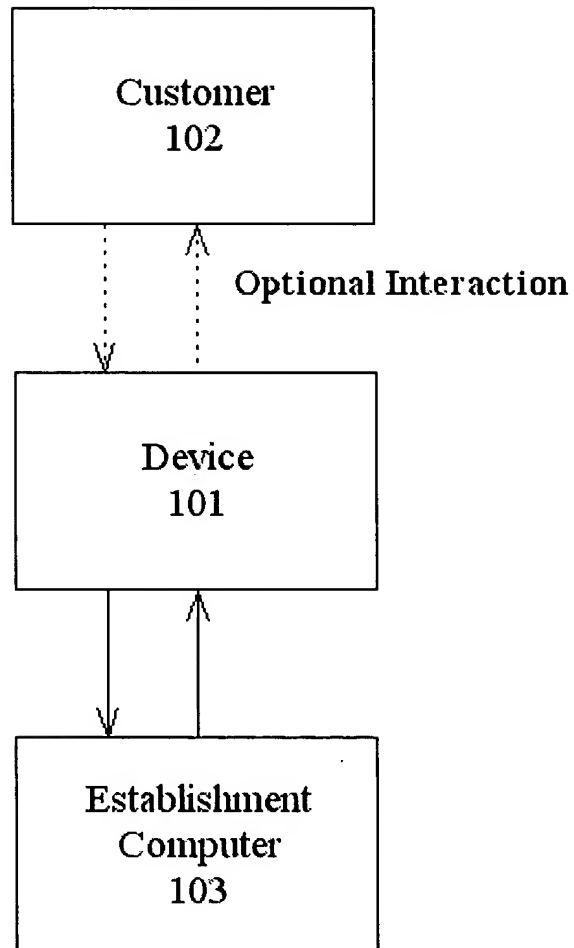 Customer
102
Optional Interaction
Device
101
Establishment
Computer
103